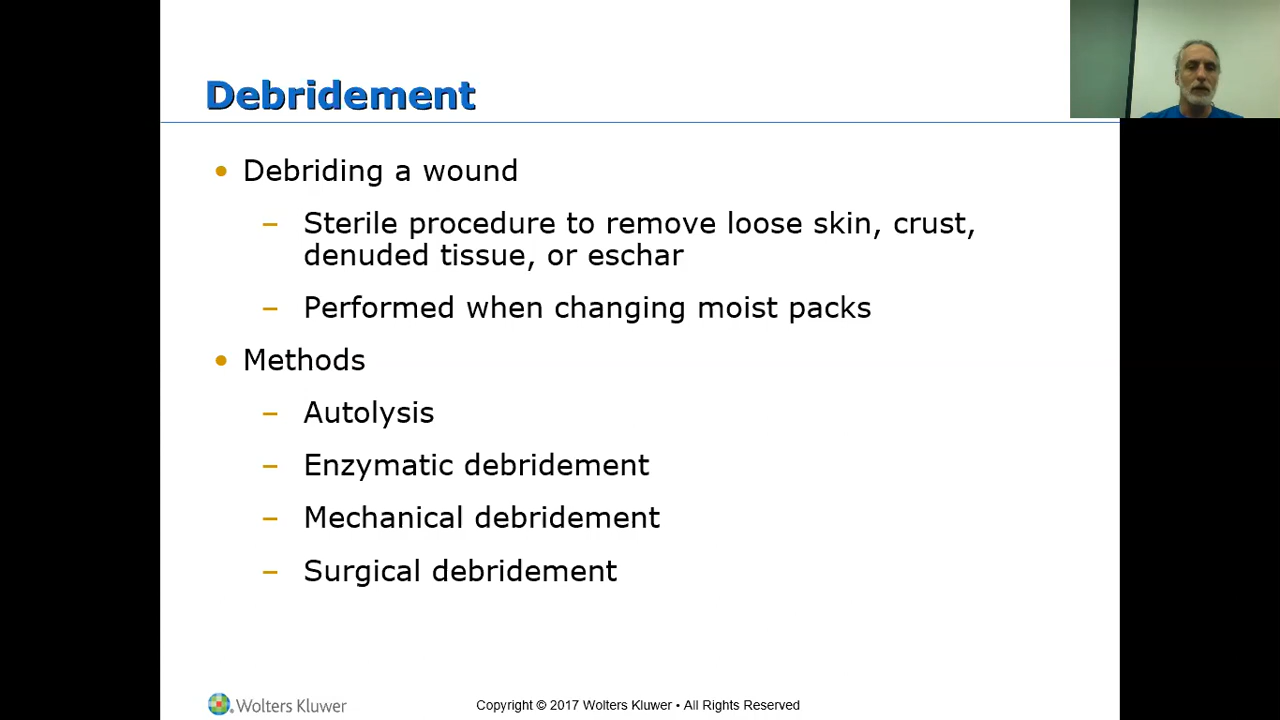 Debridement
• Debriding a wound
– Sterile procedure to remove loose skin, crust,
denuded tissue, or eschar
– Performed when changing moist packs
• Methods
– Autolysis
– Enzymatic debridement
– Mechanical debridement
– Surgical debridement
Wolters Kluwer
Copyright © 2017 Wolters Kluwer • All Rights Reserved